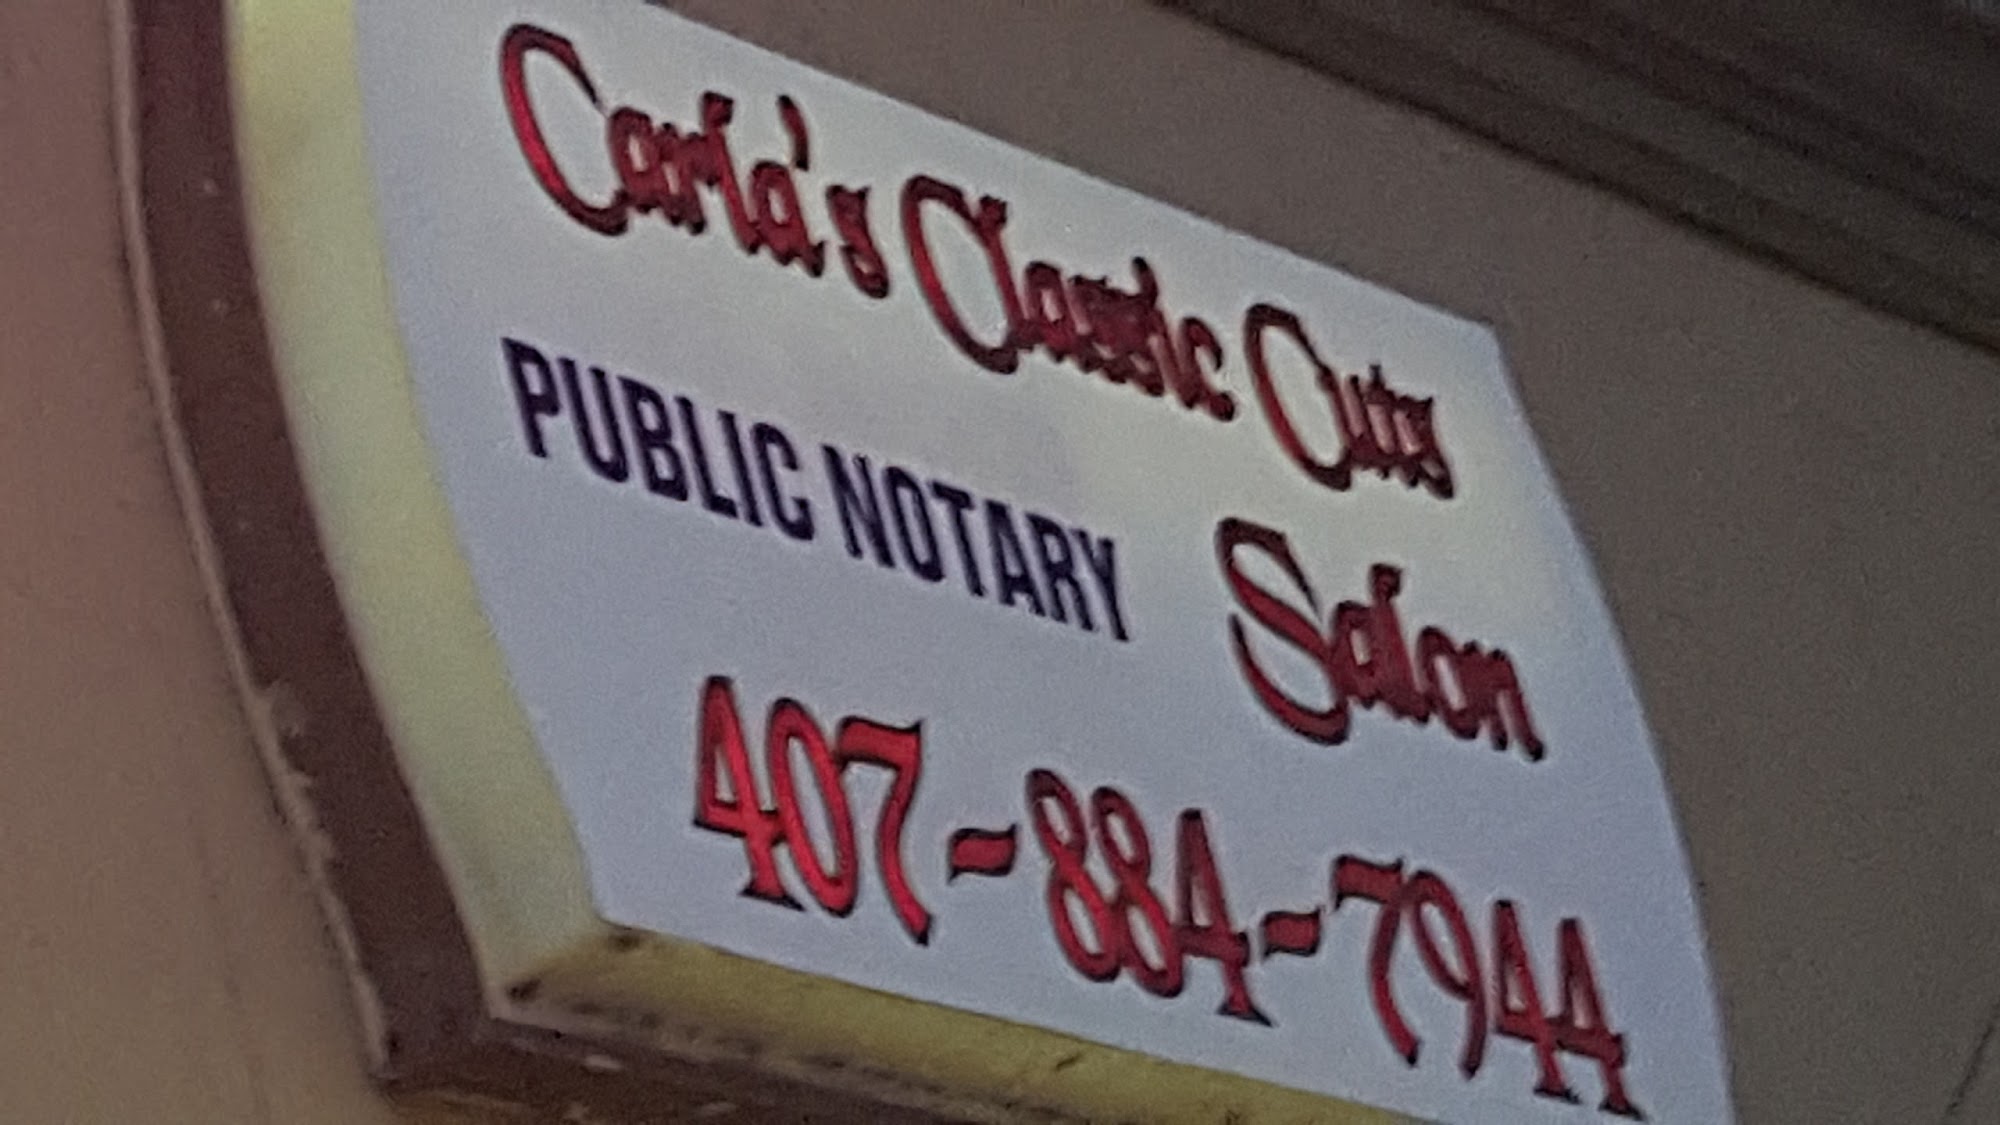 Carla's Classic Cuts
PUBLIC NOTARY Salon
407-884-7944